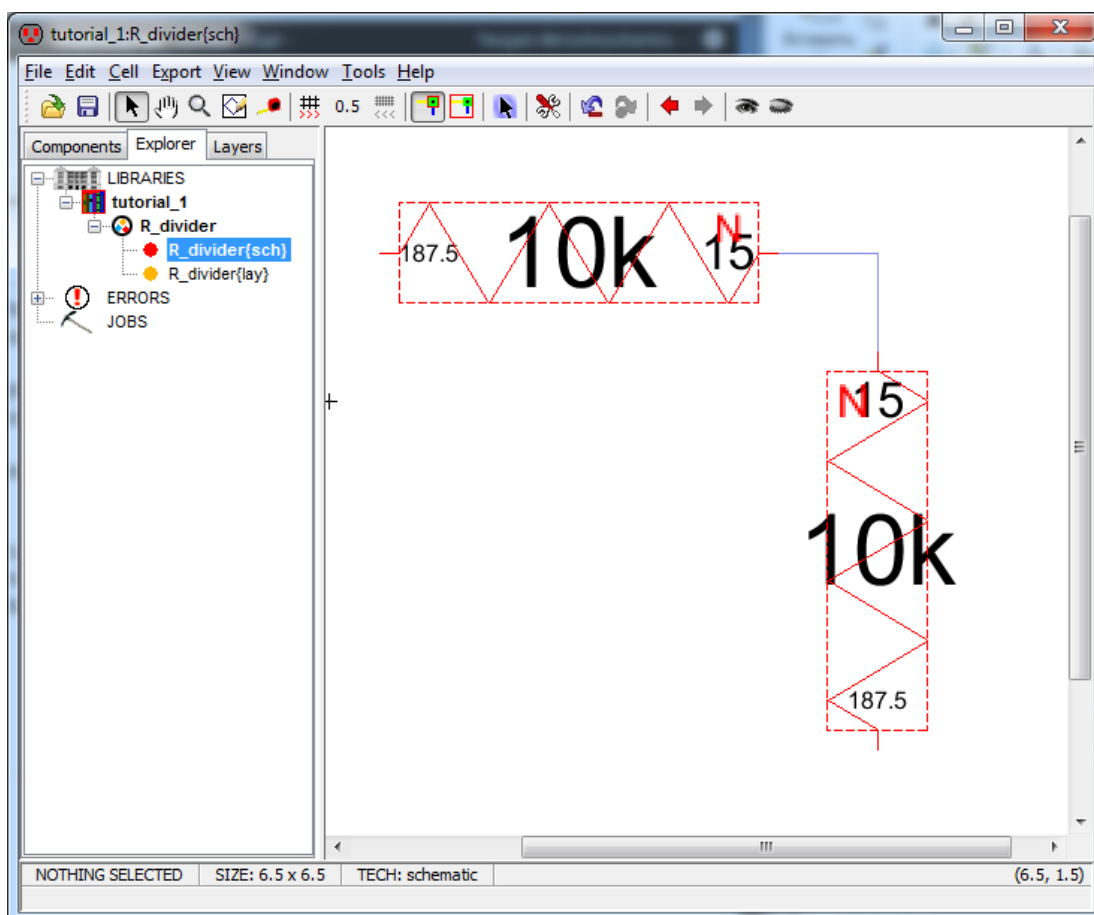 tutorial_1:R_divider{sch}
File Edit Cell Export View Window Tools Help
0.5
Components Explorer Layers
LIBRARIES
tutorial_1
R_divider
R_divider{sch}
R_divider{lay}
ERRORS
JOBS
187.5 10k 15 N
N 15
10k
187.5
NOTHING SELECTED SIZE: 6.5 x 6.5 TECH: schematic (6.5, 1.5)